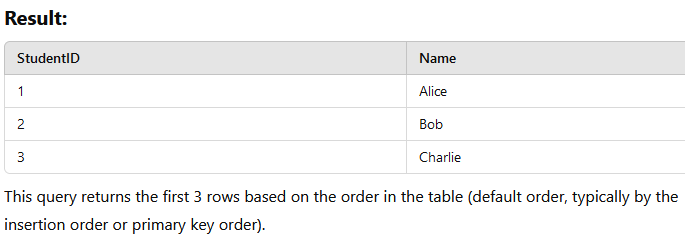 Result:
StudentID Name
1 Alice
2 Bob
3 Charlie
This query returns the first 3 rows based on the order in the table (default order, typically by the
insertion order or primary key order).